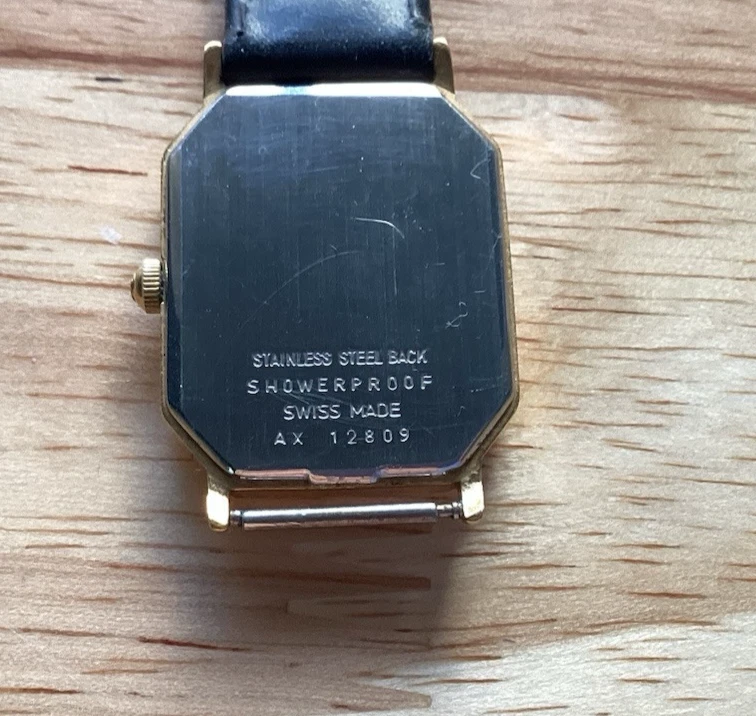 STAINLESS STEEL BACK
SHOWERPROOF
SWISS MADE
AX 12809